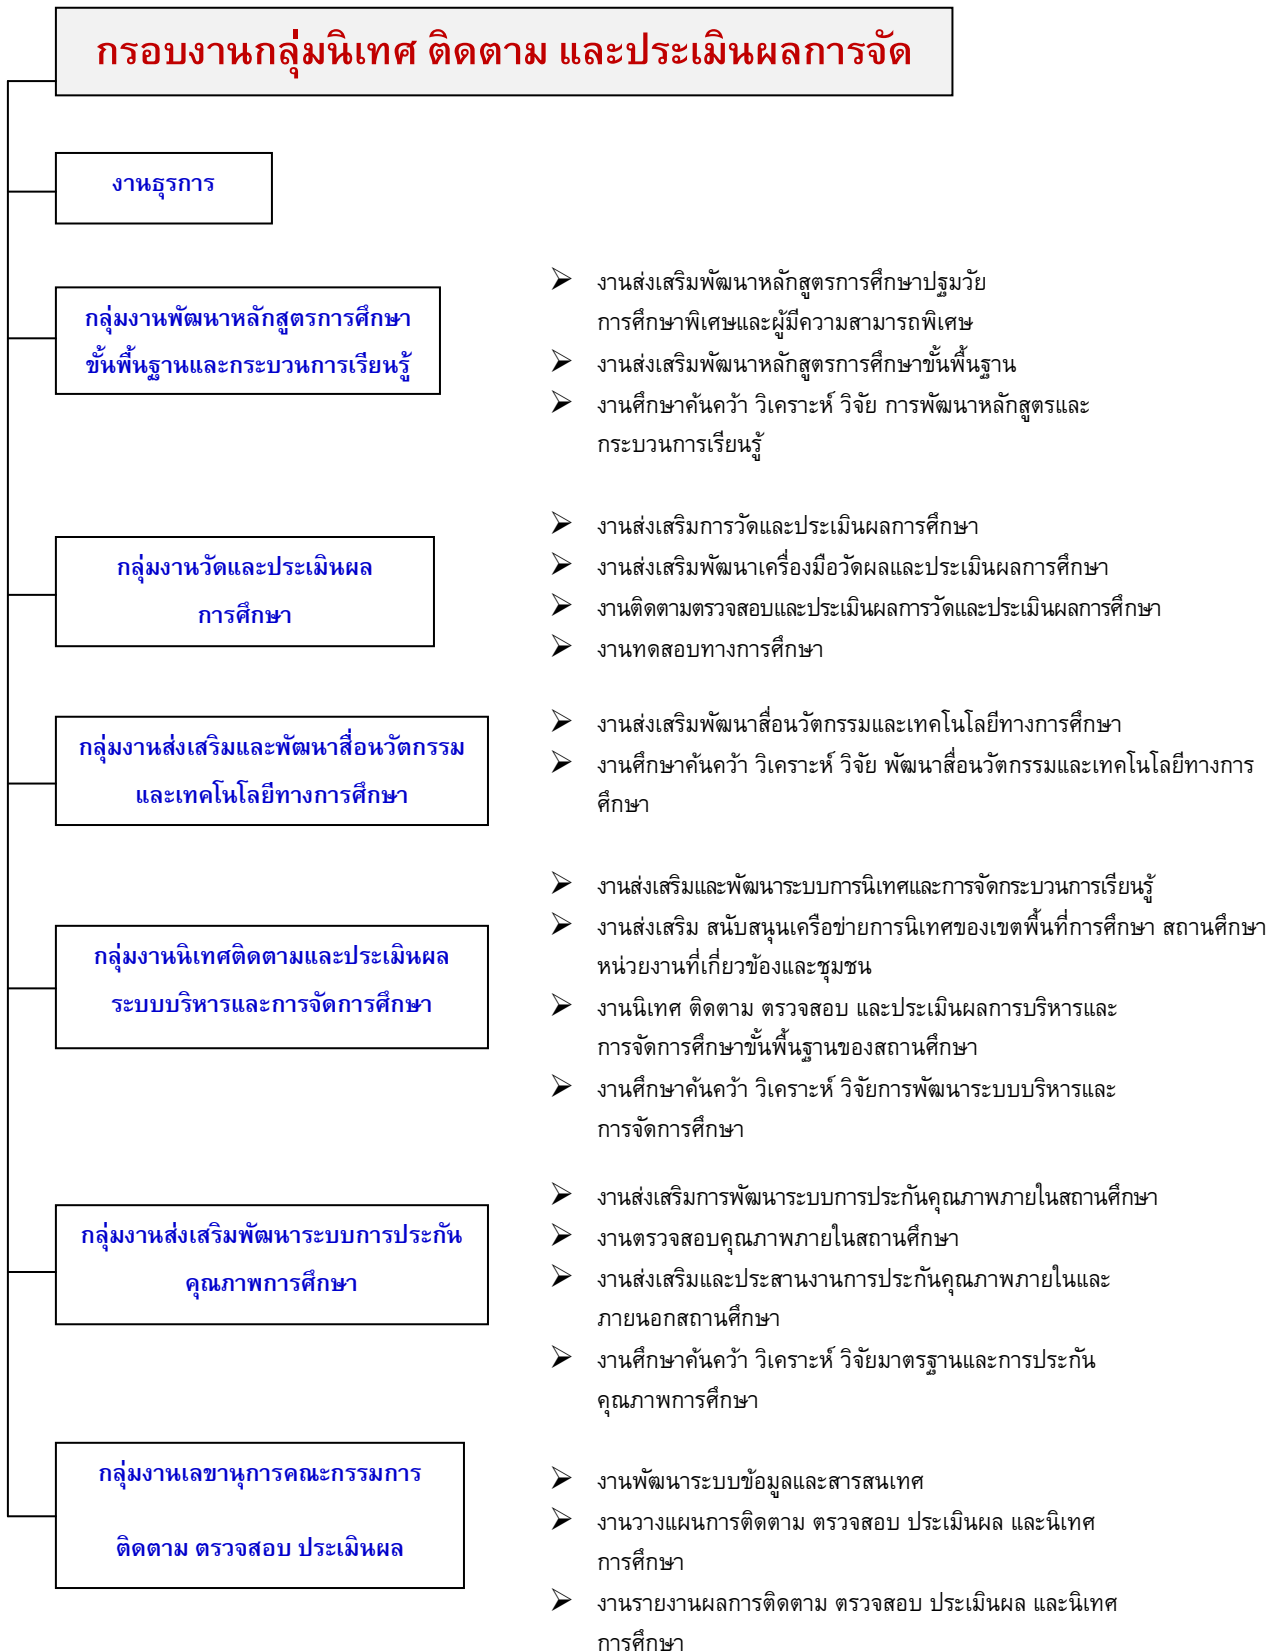 กรอบงานกลุ่มนิเทศ ติดตาม และประเมินผลการจัด
งานธุรการ
กลุ่มงานพัฒนาหลักสูตรการศึกษา
ขั้นพื้นฐานและกระบวนการเรียนรู้
งานส่งเสริมพัฒนาหลักสูตรการศึกษาปฐมวัย
การศึกษาพิเศษและผู้มีความสามารถพิเศษ
งานส่งเสริมพัฒนาหลักสูตรการศึกษาขั้นพื้นฐาน
งานศึกษาค้นคว้า วิเคราะห์ วิจัย การพัฒนาหลักสูตรและ
กระบวนการเรียนรู้
กลุ่มงานวัดและประเมินผล
การศึกษา
งานส่งเสริมการวัดและประเมินผลการศึกษา
งานส่งเสริมพัฒนาเครื่องมือวัดผลและประเมินผลการศึกษา
งานติดตามตรวจสอบและประเมินผลการวัดและประเมินผลการศึกษา
งานทดสอบทางการศึกษา
กลุ่มงานส่งเสริมและพัฒนาสื่อนวัตกรรม
และเทคโนโลยีทางการศึกษา
งานส่งเสริมพัฒนาสื่อนวัตกรรมและเทคโนโลยีทางการศึกษา
งานศึกษาค้นคว้า วิเคราะห์ วิจัย พัฒนาสื่อนวัตกรรมและเทคโนโลยีทางการ
ศึกษา
กลุ่มงานนิเทศติดตามและประเมินผล
ระบบบริหารและการจัดการศึกษา
งานส่งเสริมและพัฒนาระบบการนิเทศและการจัดกระบวนการเรียนรู้
งานส่งเสริม สนับสนุนเครือข่ายการนิเทศของเขตพื้นที่การศึกษา สถานศึกษา
หน่วยงานที่เกี่ยวข้องและชุมชน
งานนิเทศ ติดตาม ตรวจสอบ และประเมินผลการบริหารและ
การจัดการศึกษาขั้นพื้นฐานของสถานศึกษา
งานศึกษาค้นคว้า วิเคราะห์ วิจัยการพัฒนาระบบบริหารและ
การจัดการศึกษา
กลุ่มงานส่งเสริมพัฒนาระบบการประกัน
คุณภาพการศึกษา
งานส่งเสริมการพัฒนาระบบการประกันคุณภาพภายในสถานศึกษา
งานตรวจสอบคุณภาพภายในสถานศึกษา
งานส่งเสริมและประสานงานการประกันคุณภาพภายในและ
ภายนอกสถานศึกษา
งานศึกษาค้นคว้า วิเคราะห์ วิจัยมาตรฐานและการประกัน
คุณภาพการศึกษา
กลุ่มงานเลขานุการคณะกรรมการ
ติดตาม ตรวจสอบ ประเมินผล
งานพัฒนาระบบข้อมูลและสารสนเทศ
งานวางแผนการติดตาม ตรวจสอบ ประเมินผล และนิเทศ
การศึกษา
งานรายงานผลการติดตาม ตรวจสอบ ประเมินผล และนิเทศ
การศึกษา